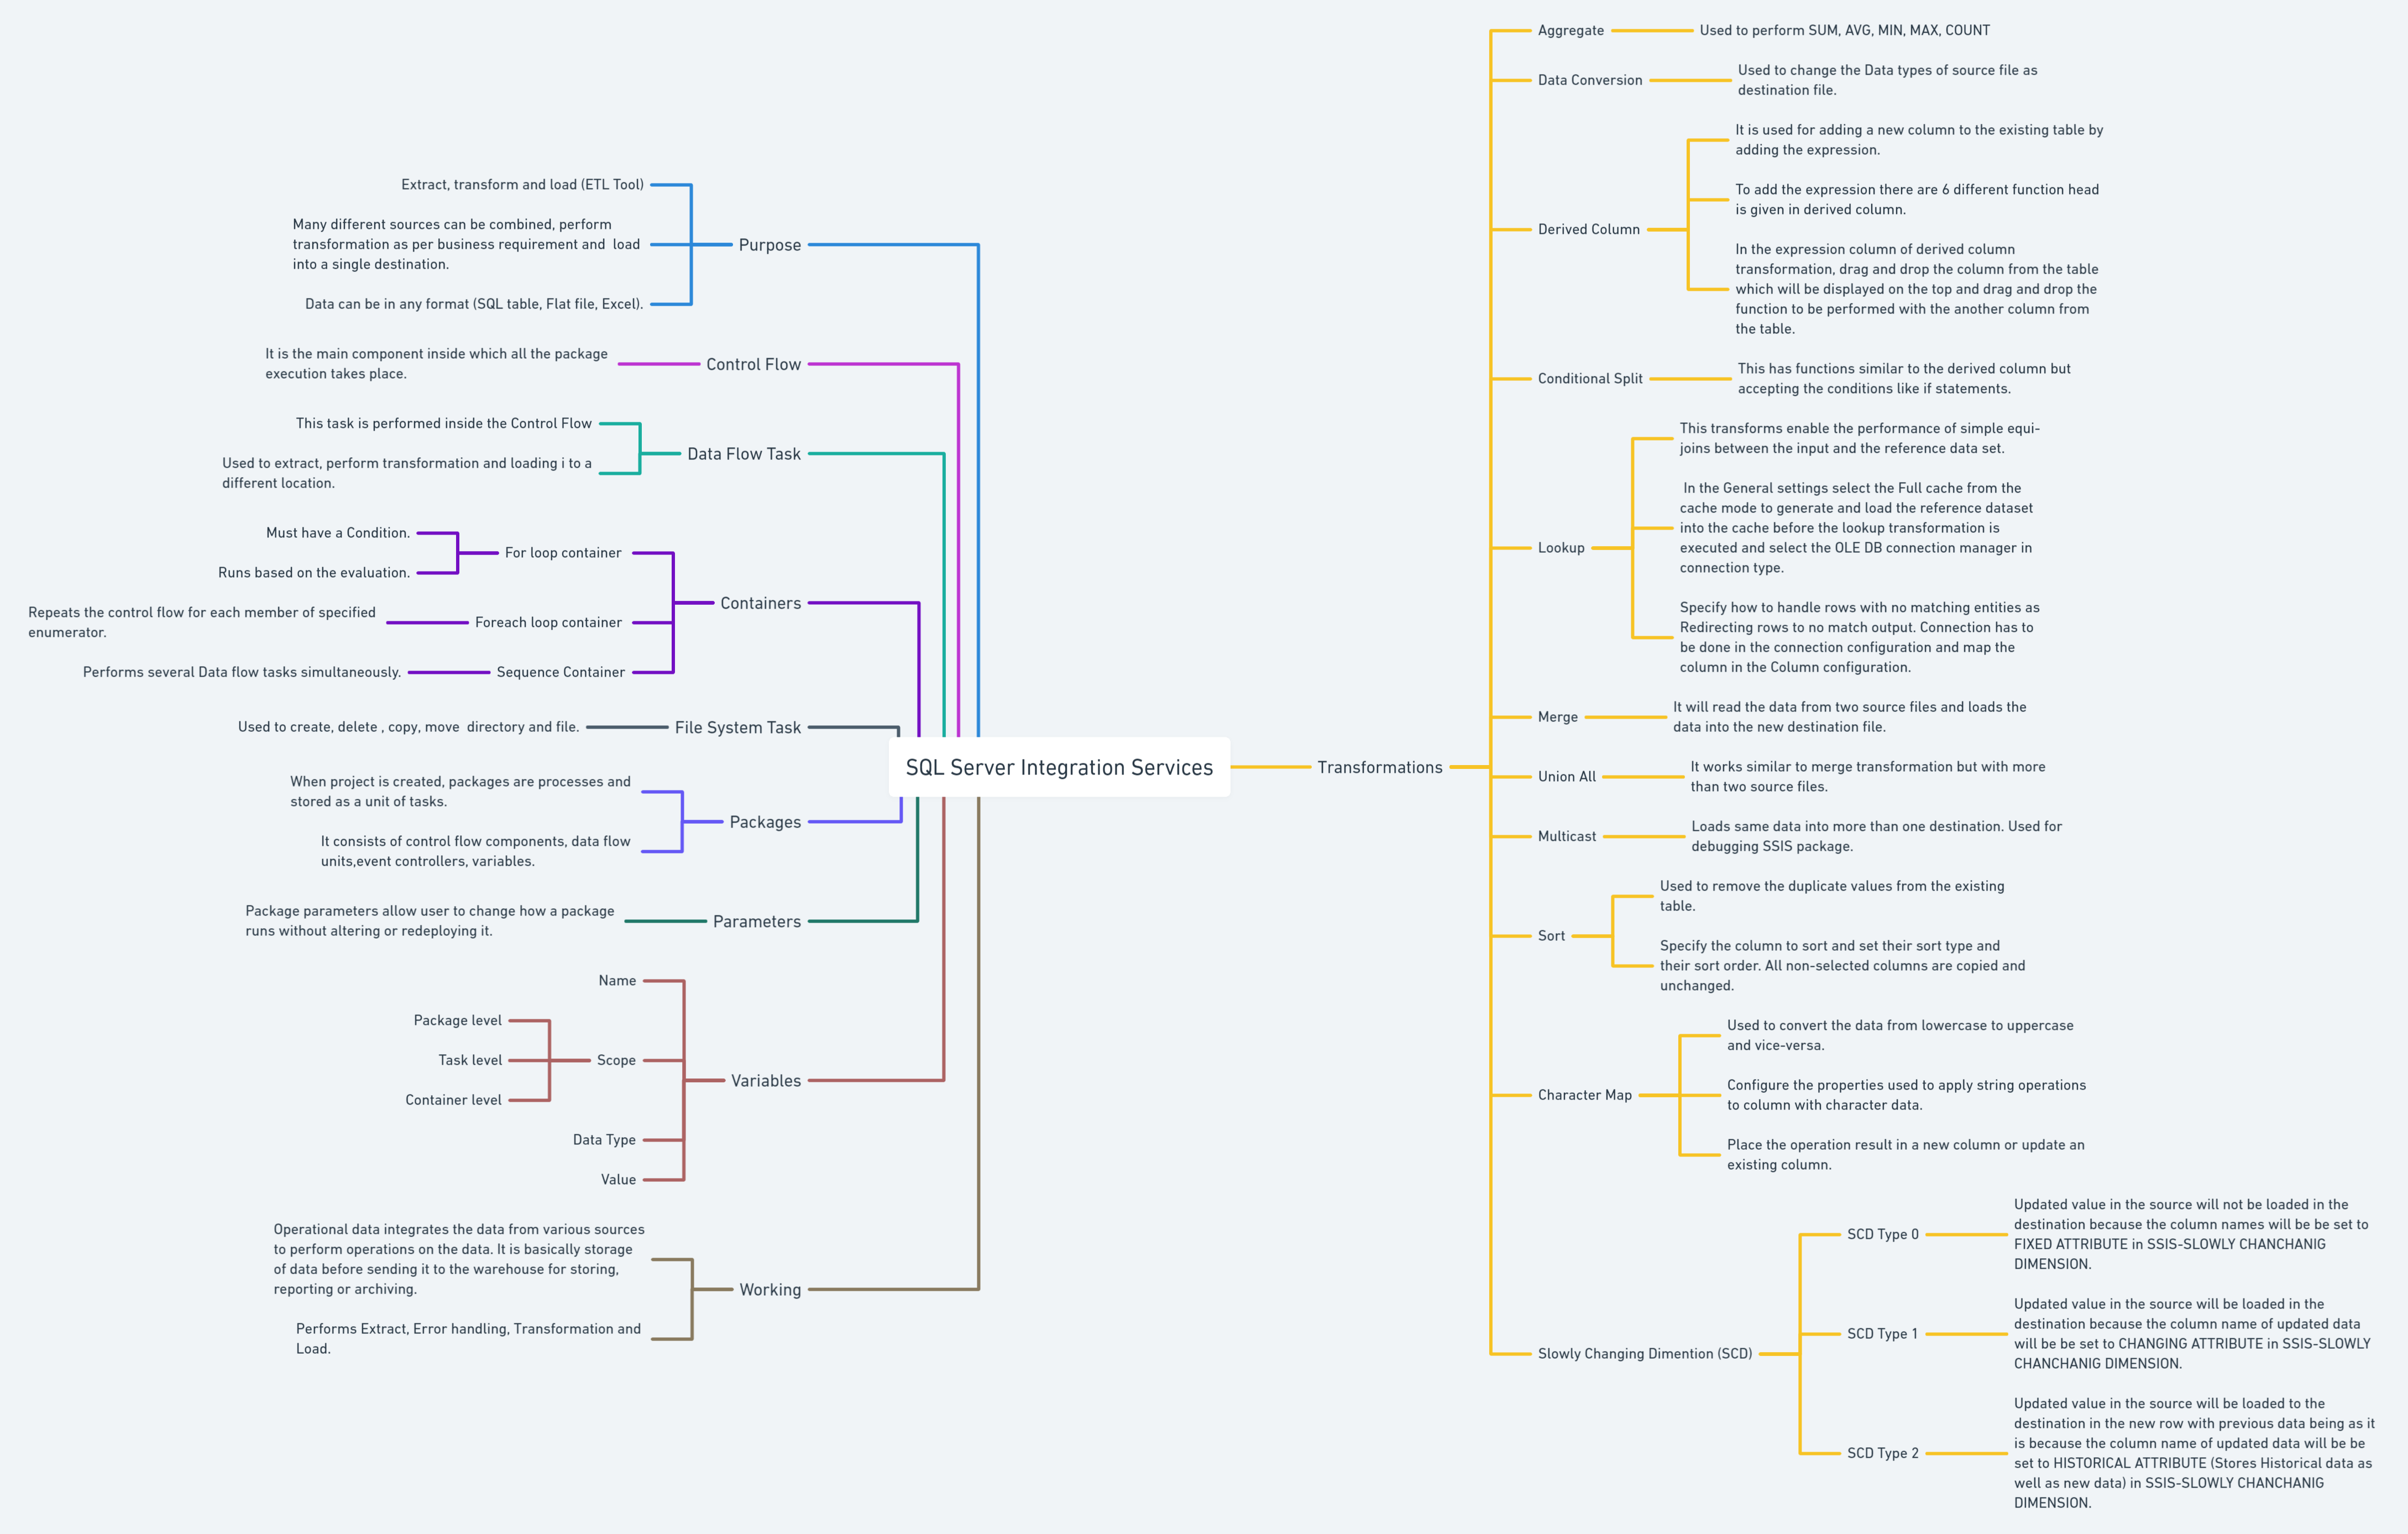 SQL Server Integration Services
Purpose
Extract, transform and load (ETL Tool)
Many different sources can be combined, perform
transformation as per business requirement and  load
into a single destination.
Data can be in any format (SQL table, Flat file, Excel).
Control Flow
It is the main component inside which all the package
execution takes place.
Data Flow Task
This task is performed inside the Control Flow
Used to extract, perform transformation and loading i to a
different location.
Containers
For loop container
Must have a Condition.
Runs based on the evaluation.
Foreach loop container
Repeats the control flow for each member of specified
enumerator.
Sequence Container
Performs several Data flow tasks simultaneously.
File System Task
Used to create, delete , copy, move  directory and file.
Packages
When project is created, packages are processes and
stored as a unit of tasks.
It consists of control flow components, data flow
units,event controllers, variables.
Parameters
Package parameters allow user to change how a package
runs without altering or redeploying it.
Variables
Name
Scope
Package level
Task level
Container level
Data Type
Value
Working
Operational data integrates the data from various sources
to perform operations on the data. It is basically storage
of data before sending it to the warehouse for storing,
reporting or archiving.
Performs Extract, Error handling, Transformation and
Load.
Transformations
Aggregate
Used to perform SUM, AVG, MIN, MAX, COUNT
Data Conversion
Used to change the Data types of source file as
destination file.
Derived Column
It is used for adding a new column to the existing table by
adding the expression.
To add the expression there are 6 different function head
is given in derived column.
In the expression column of derived column
transformation, drag and drop the column from the table
which will be displayed on the top and drag and drop the
function to be performed with the another column from
the table.
Conditional Split
This has functions similar to the derived column but
accepting the conditions like if statements.
Lookup
This transforms enable the performance of simple equi-
joins between the input and the reference data set.
In the General settings select the Full cache from the
cache mode to generate and load the reference dataset
into the cache before the lookup transformation is
executed and select the OLE DB connection manager in
connection type.
Specify how to handle rows with no matching entities as
Redirecting rows to no match output. Connection has to
be done in the connection configuration and map the
column in the Column configuration.
Merge
It will read the data from two source files and loads the
data into the new destination file.
Union All
It works similar to merge transformation but with more
than two source files.
Multicast
Loads same data into more than one destination. Used for
debugging SSIS package.
Sort
Used to remove the duplicate values from the existing
table.
Specify the column to sort and set their sort type and
their sort order. All non-selected columns are copied and
unchanged.
Character Map
Used to convert the data from lowercase to uppercase
and vice-versa.
Configure the properties used to apply string operations
to column with character data.
Place the operation result in a new column or update an
existing column.
Slowly Changing Dimention (SCD)
SCD Type 0
Updated value in the source will not be loaded in the
destination because the column names will be be set to
FIXED ATTRIBUTE in SSIS-SLOWLY CHANCHANIG
DIMENSION.
SCD Type 1
Updated value in the source will be loaded in the
destination because the column name of updated data
will be be set to CHANGING ATTRIBUTE in SSIS-SLOWLY
CHANCHANIG DIMENSION.
SCD Type 2
Updated value in the source will be loaded to the
destination in the new row with previous data being as it
is because the column name of updated data will be be
set to HISTORICAL ATTRIBUTE (Stores Historical data as
well as new data) in SSIS-SLOWLY CHANCHANIG
DIMENSION.